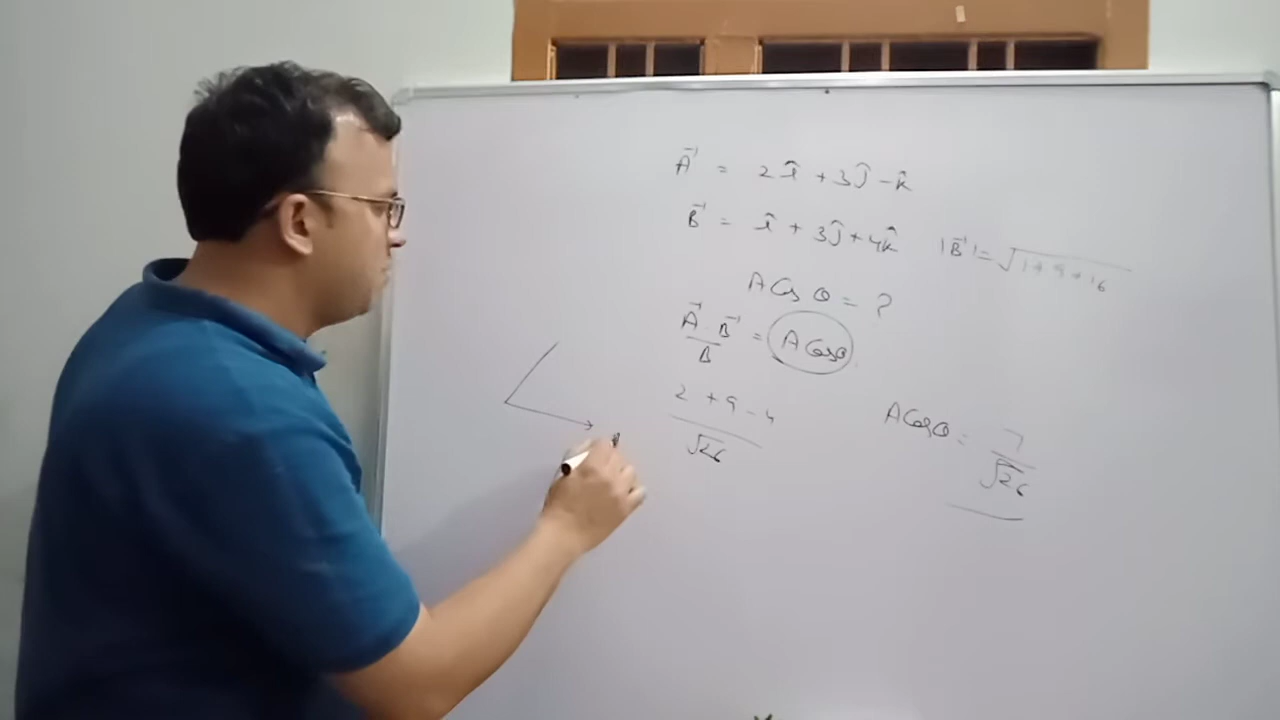 A⃗ = 2î + 3ĵ - k̂
B⃗ = î + 3ĵ + 4k̂ |B⃗| = √1+9+16
A Cos θ = ?
A⃗ . B⃗ / B = A Cos θ
2 + 9 - 4 / √26
A Cos θ = 7 / √26